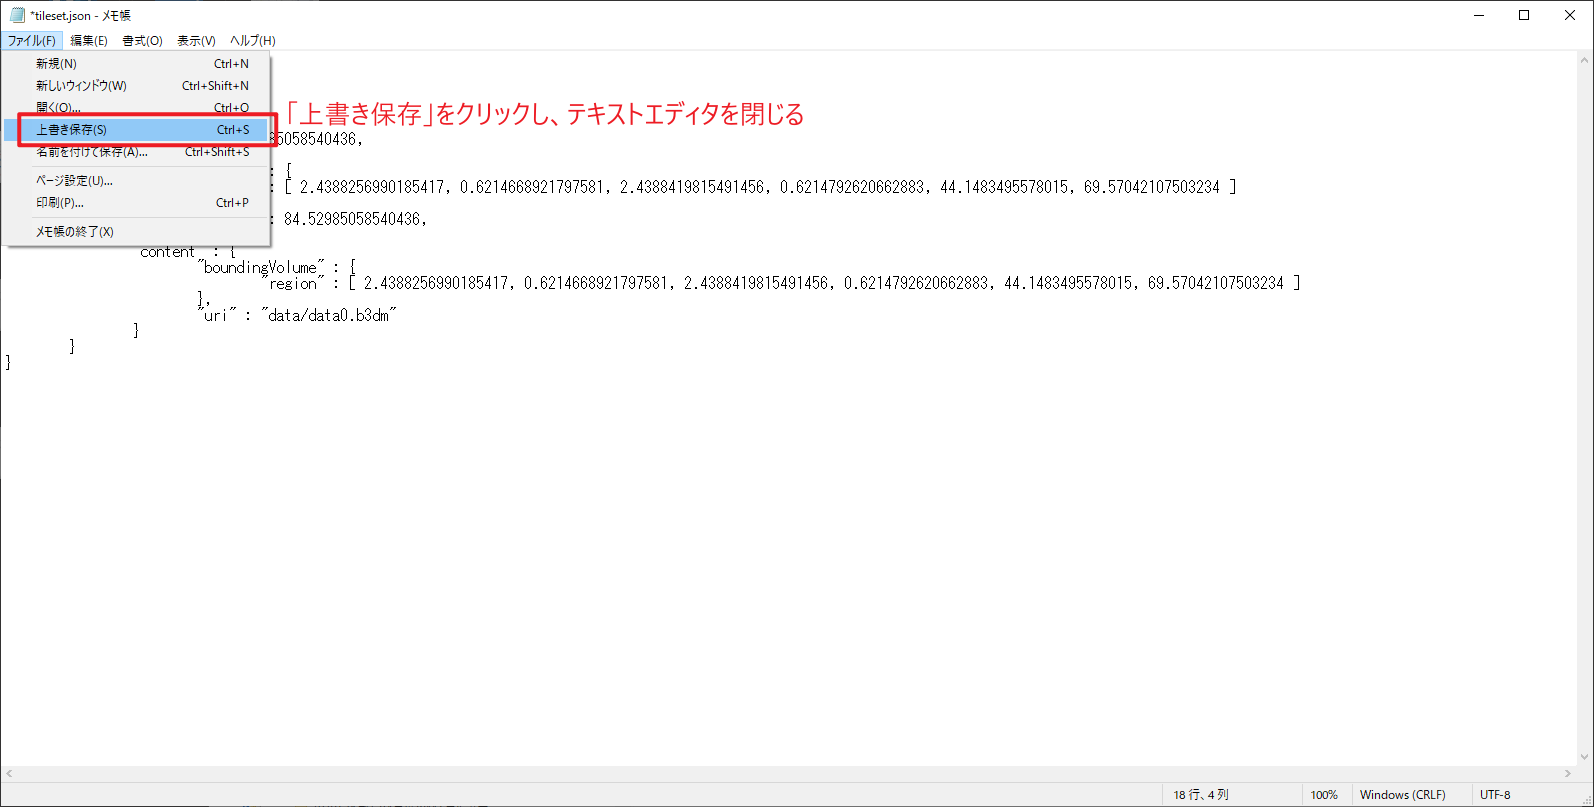 *tileset.json - メモ帳
ファイル(F) 編集(E) 書式(O) 表示(V) ヘルプ(H)
新規(N) Ctrl+N
新しいウィンドウ(W) Ctrl+Shift+N
開く(O)... Ctrl+O
「上書き保存」をクリックし、テキストエディタを閉じる
上書き保存(S) Ctrl+S
85058540436,
名前を付けて保存(A)... Ctrl+Shift+S
: {
ページ設定(U)...
: [ 2.4388256990185417, 0.6214668921797581, 2.4388419815491456, 0.6214792620662883, 44.1483495578015, 69.57042107503234 ]
印刷(P)... Ctrl+P
: 84.52985058540436,
メモ帳の終了(X)
content" : {
"boundingVolume" : {
"region" : [ 2.4388256990185417, 0.6214668921797581, 2.4388419815491456, 0.6214792620662883, 44.1483495578015, 69.57042107503234 ]
},
"uri" : "data/data0.b3dm"
}
}
}
18 行、4 列 100% Windows (CRLF) UTF-8